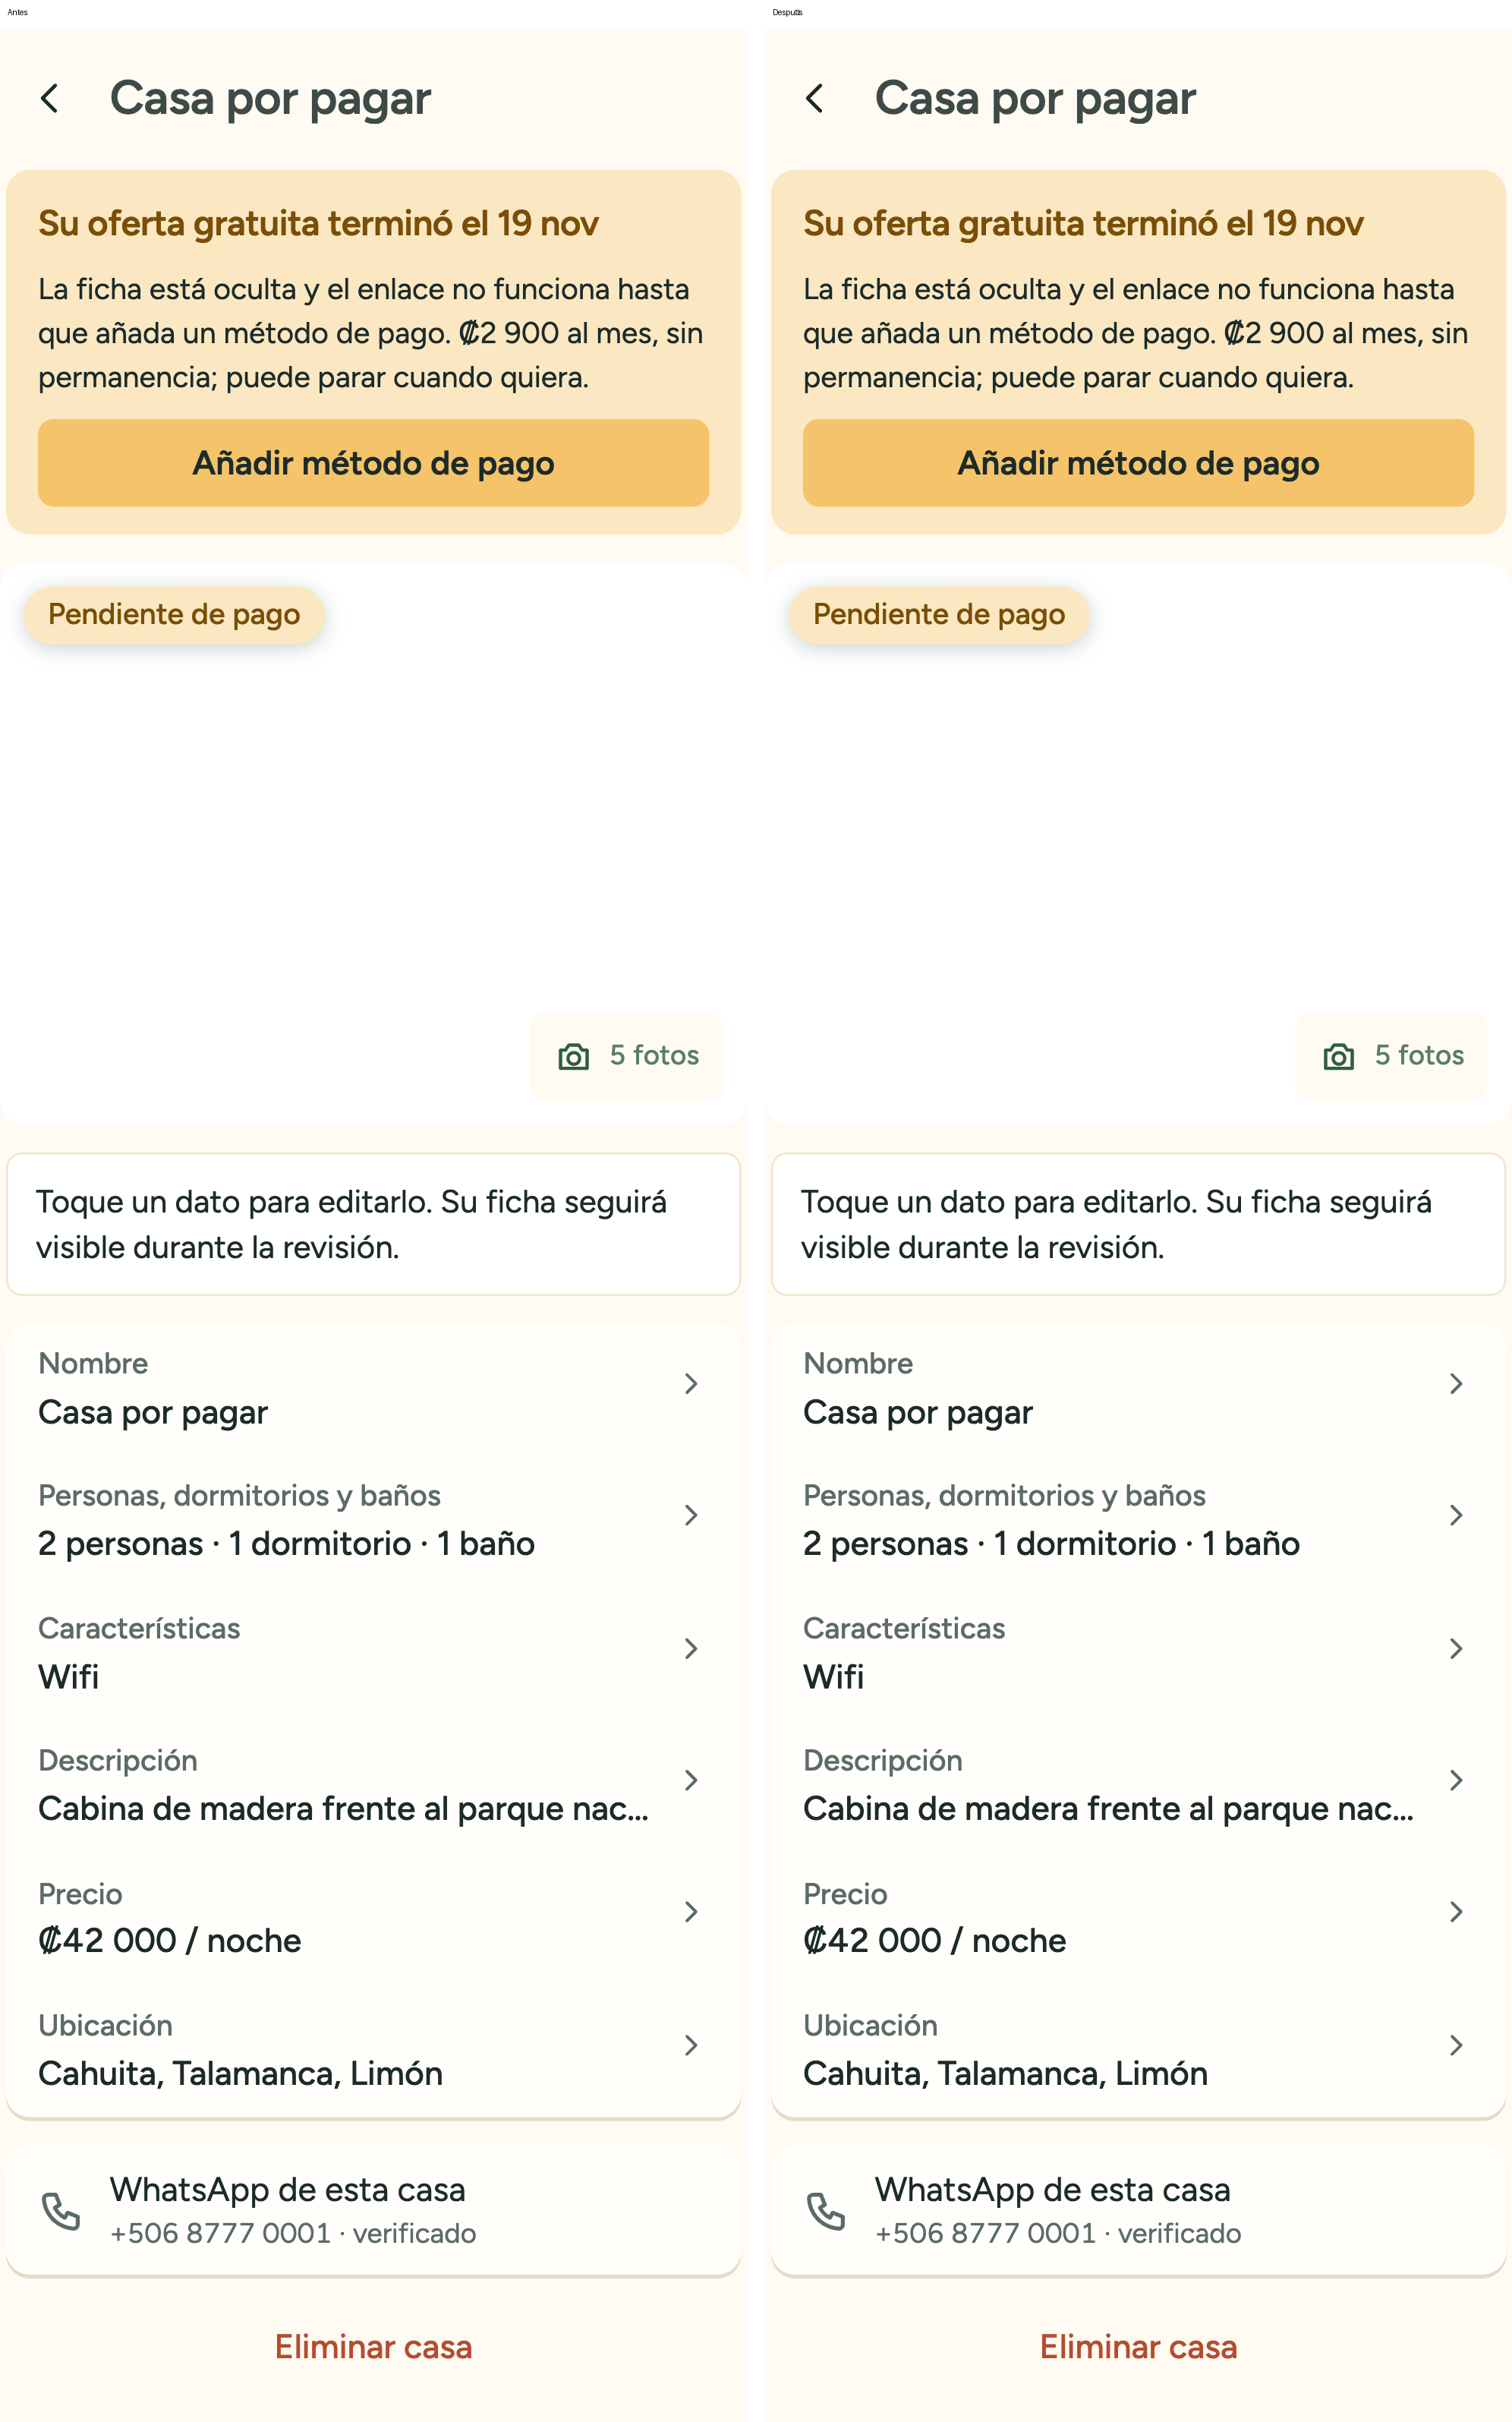 Antes
Casa por pagar
Su oferta gratuita terminó el 19 nov
La ficha está oculta y el enlace no funciona hasta
que añada un método de pago. ₡2 900 al mes, sin
permanencia; puede parar cuando quiera.
Añadir método de pago
Pendiente de pago
5 fotos
Toque un dato para editarlo. Su ficha seguirá
visible durante la revisión.
Nombre
Casa por pagar
Personas, dormitorios y baños
2 personas · 1 dormitorio · 1 baño
Características
Wifi
Descripción
Cabina de madera frente al parque nac...
Precio
₡42 000 / noche
Ubicación
Cahuita, Talamanca, Limón
WhatsApp de esta casa
+506 8777 0001 · verificado
Eliminar casa
Casa por pagar
Su oferta gratuita terminó el 19 nov
La ficha está oculta y el enlace no funciona hasta
que añada un método de pago. ₡2 900 al mes, sin
permanencia; puede parar cuando quiera.
Añadir método de pago
Pendiente de pago
5 fotos
Toque un dato para editarlo. Su ficha seguirá
visible durante la revisión.
Nombre
Casa por pagar
Personas, dormitorios y baños
2 personas · 1 dormitorio · 1 baño
Características
Wifi
Descripción
Cabina de madera frente al parque nac...
Precio
₡42 000 / noche
Ubicación
Cahuita, Talamanca, Limón
WhatsApp de esta casa
+506 8777 0001 · verificado
Eliminar casa